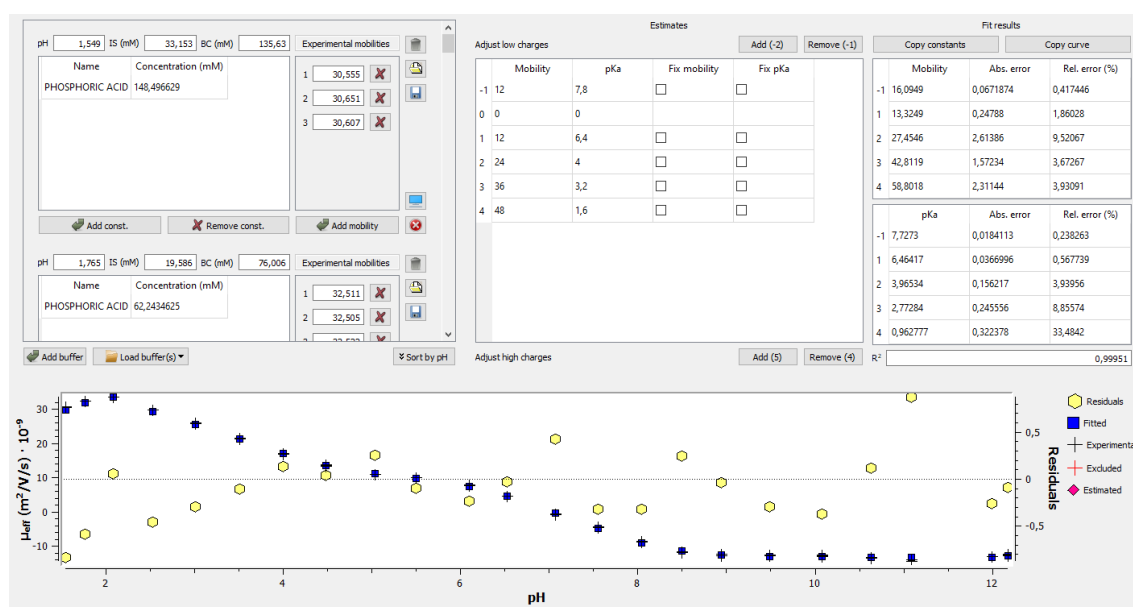 Estimates
Fit results
pH 1,549 IS (mM) 33,153 BC (mM) 135,63 Experimental mobilities
Adjust low charges Add (-2) Remove (-1)
Copy constants Copy curve
Name Concentration (mM)
PHOSPHORIC ACID 148,496629
1 30,555
2 30,651
3 30,607
Add const. Remove const. Add mobility
pH 1,765 IS (mM) 19,586 BC (mM) 76,006 Experimental mobilities
Name Concentration (mM)
PHOSPHORIC ACID 62,2434625
1 32,511
2 32,505
Add buffer Load buffer(s) Sort by pH
Mobility pKa Fix mobility Fix pKa
-1 12 7,8
0 0 0
1 12 6,4
2 24 4
3 36 3,2
4 48 1,6
Adjust high charges Add (5) Remove (4)
Mobility Abs. error Rel. error (%)
-1 16,0949 0,0671874 0,417446
1 13,3249 0,24788 1,86028
2 27,4546 2,61386 9,52067
3 42,8119 1,57234 3,67267
4 58,8018 2,31144 3,93091
pKa Abs. error Rel. error (%)
-1 7,7273 0,0184113 0,238263
1 6,46417 0,0366996 0,567739
2 3,96534 0,156217 3,93956
3 2,77284 0,245556 8,85574
4 0,962777 0,322378 33,4842
R² 0,99951
μeff (m²/V/s) · 10⁻⁹
30
20
10
0
-10
2 4 6 8 10 12
pH
0,5
0
-0,5
Residuals
Residuals
Fitted
Experimenta
Excluded
Estimated